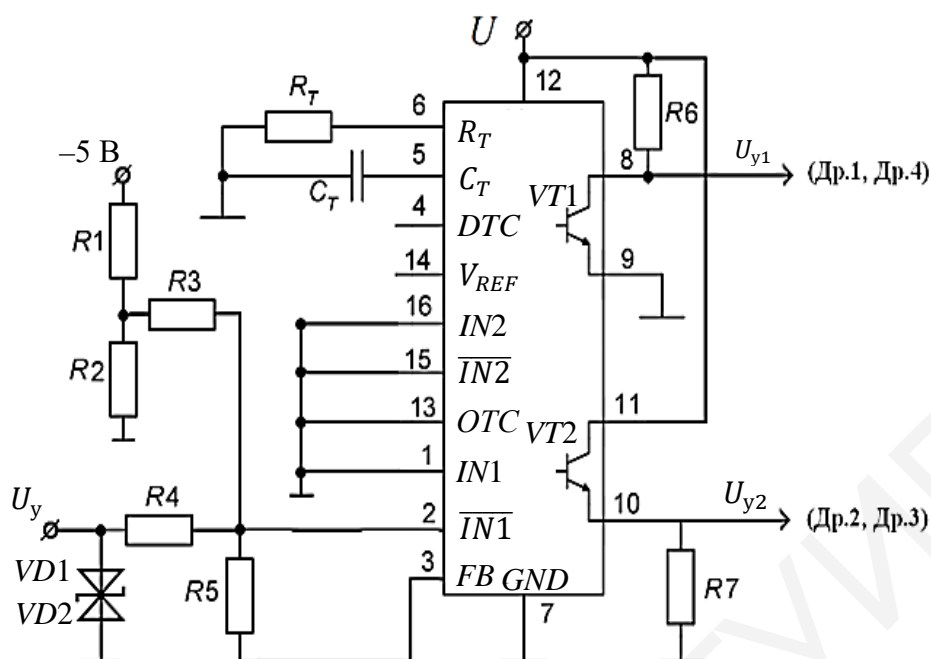 U
12
R_T
6
R_T
R6
–5 В
5
C_T
C_T
8
U_y1
(Др.1, Др.4)
VT1
R1
4
DTC
9
14
V_REF
R3
16
IN2
R2
15
IN2
13
OTC
11
VT2
1
IN1
U_y
R4
2
IN1
10
U_y2
(Др.2, Др.3)
VD1
VD2
R5
3
FB GND
R7
7